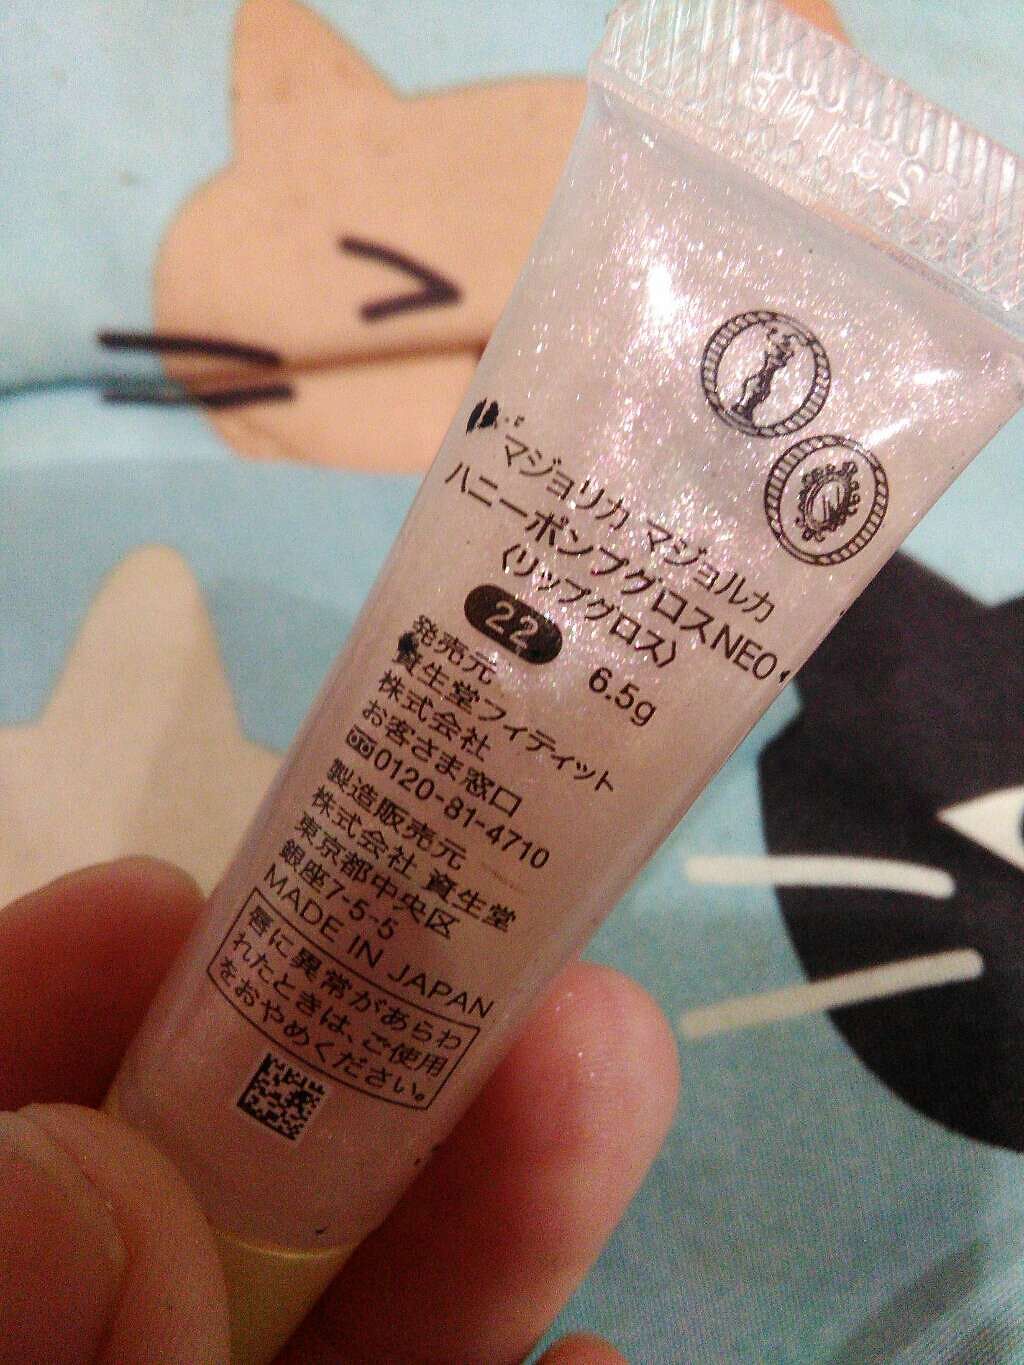 マジョリカ マジョルカ
ハニーポンプグロスNEO
〈リップグロス〉
22 6.5g
発売元
資生堂フィティット
株式会社
お客さま窓口
0120-81-4710
製造販売元
株式会社 資生堂
東京都中央区
銀座7-5-5
MADE IN JAPAN
唇に異常があらわ
れたときは、ご使用
をおやめください。